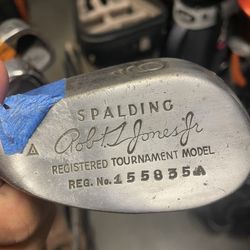 SPALDING
Robt. T. Jones Jr
REGISTERED TOURNAMENT MODEL
REG. No. 155835A